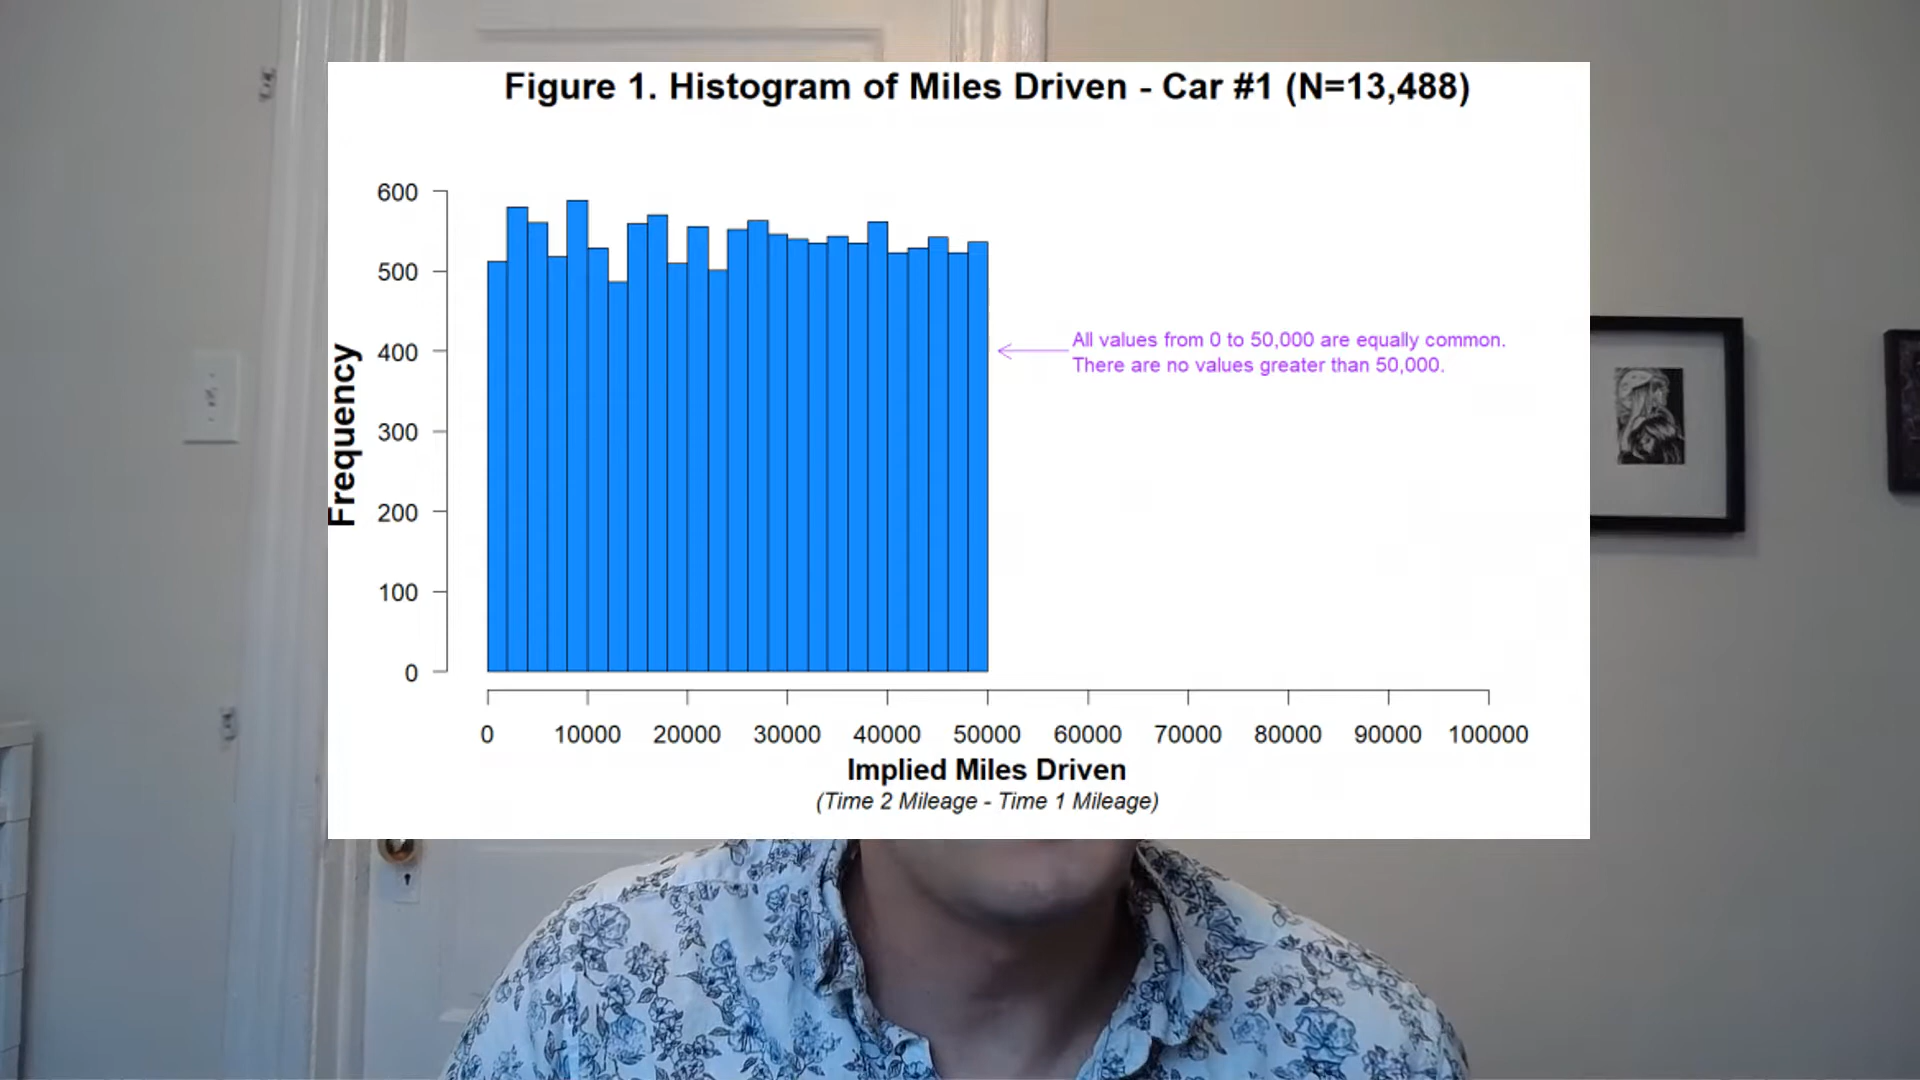 Figure 1. Histogram of Miles Driven - Car #1 (N=13,488)
600
500
400
300
200
100
0
Frequency
All values from 0 to 50,000 are equally common.
There are no values greater than 50,000.
0 10000 20000 30000 40000 50000 60000 70000 80000 90000 100000
Implied Miles Driven
(Time 2 Mileage - Time 1 Mileage)